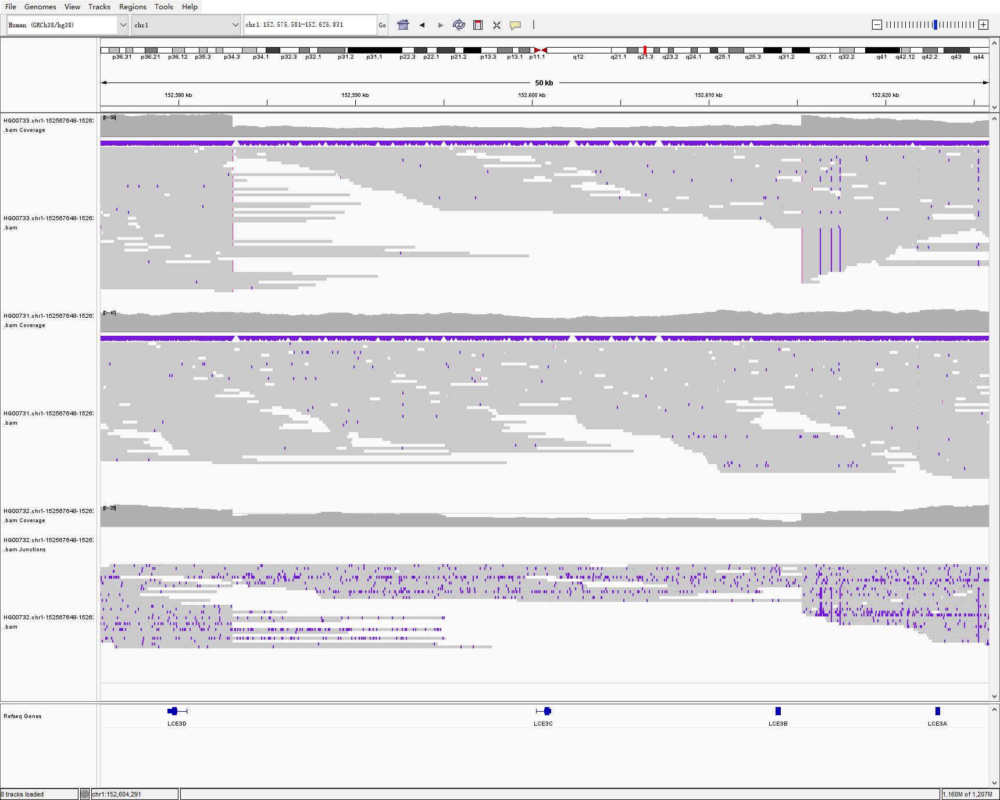 File Genomes View Tracks Regions Tools Help
Human (GRCh38/hg38) chr1 chr1:152,575,581-152,625,831 Go
p36.31 p36.21 p36.12 p35.3 p34.3 p34.1 p32.3 p32.1 p31.2 p31.1 p22.3 p22.1 p21.2 p13.3 p13.1 p11.1 q12 q21.1 q21.3 q23.2 q24.1 q25.1 q25.3 q31.2 q32.1 q32.2 q41 q42.12 q42.2 q43 q44
50 kb
152,580 kb 152,590 kb 152,600 kb 152,610 kb 152,620 kb
[0-50]
HG00733.chr1-152567648-1526
.bam Coverage
HG00733.chr1-152567648-1526
.bam
[0-47]
HG00731.chr1-152567648-1526
.bam Coverage
HG00731.chr1-152567648-1526
.bam
[0-29]
HG00732.chr1-152567648-1526
.bam Coverage
HG00732.chr1-152567648-1526
.bam Junctions
HG00732.chr1-152567648-1526
.bam
Refseq Genes
LCE3D LCE3C LCE3B LCE3A
8 tracks loaded chr1:152,604,291 1,160M of 1,207M